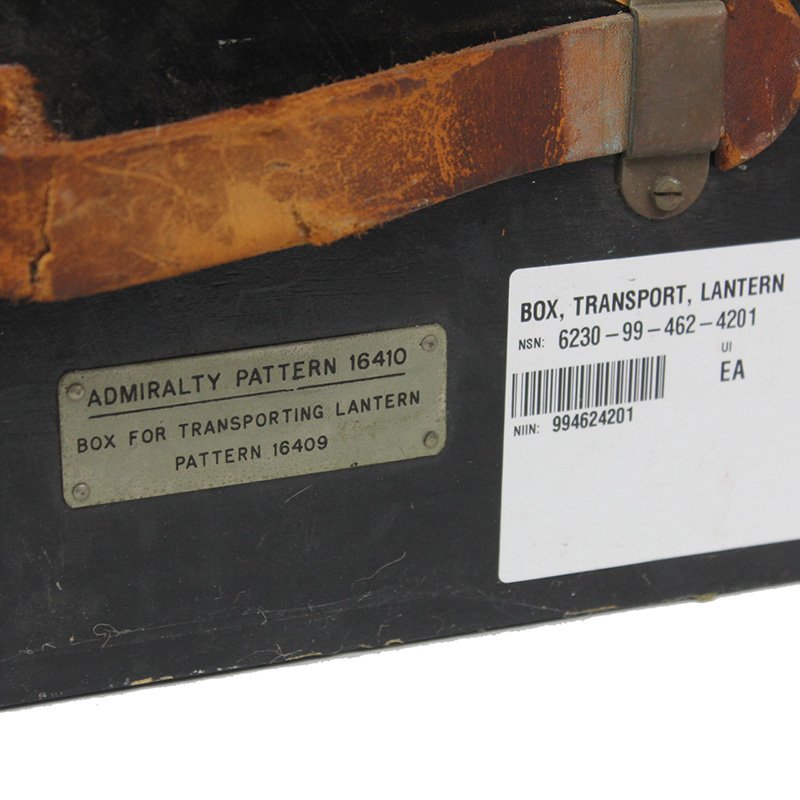 ADMIRALTY PATTERN 16410
BOX FOR TRANSPORTING LANTERN
PATTERN 16409
BOX, TRANSPORT, LANTERN
NSN: 6230-99-462-4201
UI
EA
NIIN: 994624201